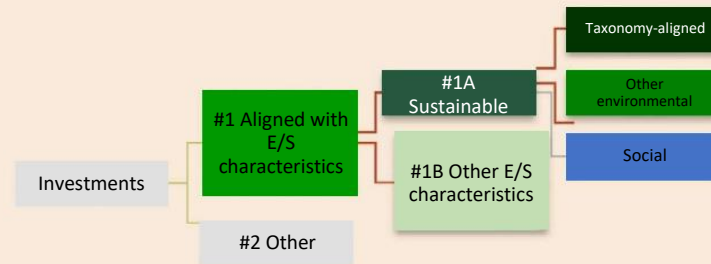 Investments
#1 Aligned with
E/S
characteristics
#2 Other
#1A
Sustainable
#1B Other E/S
characteristics
Taxonomy-aligned
Other
environmental
Social